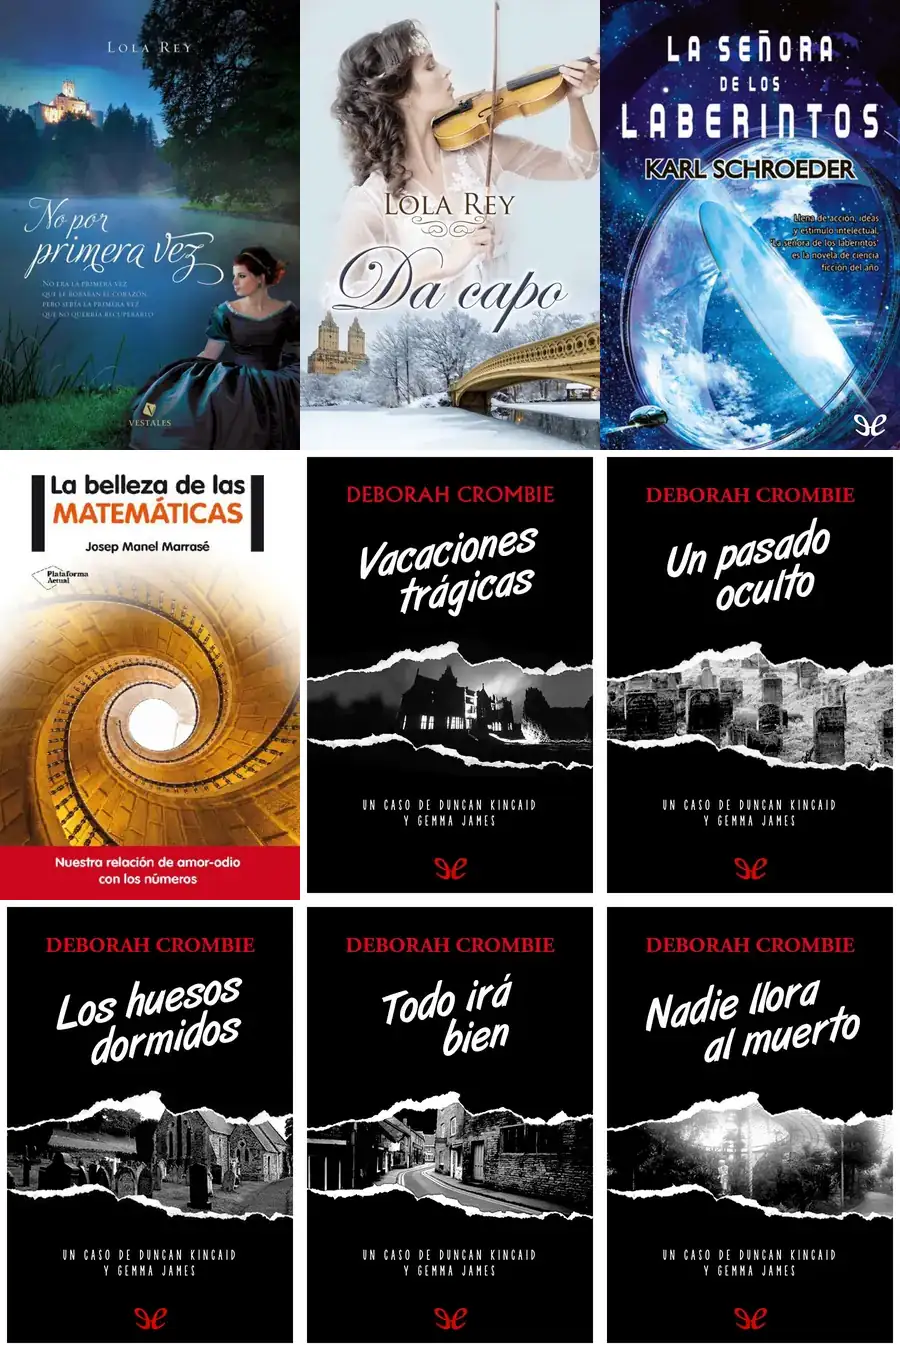 LOLA REY
No por
primera vez
NO ERA LA PRIMERA VEZ
QUE LE ROBABAN EL CORAZÓN,
PERO SERÍA LA PRIMERA VEZ
QUE NO QUERRÍA RECUPERARLO
VESTALES
LOLA REY
Da capo
LA SEÑORA
DE LOS
LABERINTOS
KARL SCHROEDER
Llena de acción, ideas
y estímulo intelectual,
"La señora de los laberintos"
es la novela de ciencia
ficción del año
La belleza de las
MATEMÁTICAS
Josep Manel Marrasé
Plataforma
Actual
Nuestra relación de amor-odio
con los números
DEBORAH CROMBIE
Vacaciones
trágicas
UN CASO DE DUNCAN KINCAID
Y GEMMA JAMES
DEBORAH CROMBIE
Un pasado
oculto
UN CASO DE DUNCAN KINCAID
Y GEMMA JAMES
DEBORAH CROMBIE
Los huesos
dormidos
UN CASO DE DUNCAN KINCAID
Y GEMMA JAMES
DEBORAH CROMBIE
Todo irá
bien
UN CASO DE DUNCAN KINCAID
Y GEMMA JAMES
DEBORAH CROMBIE
Nadie llora
al muerto
UN CASO DE DUNCAN KINCAID
Y GEMMA JAMES